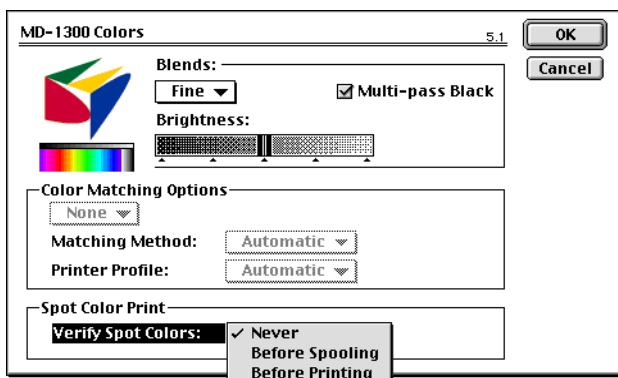 MD-1300 Colors 5.1 OK
Blends: Cancel
Fine Multi-pass Black
Brightness:
Color Matching Options
None
Matching Method: Automatic
Printer Profile: Automatic
Spot Color Print
Verify Spot Colors: ✓ Never
Before Spooling
Before Printing